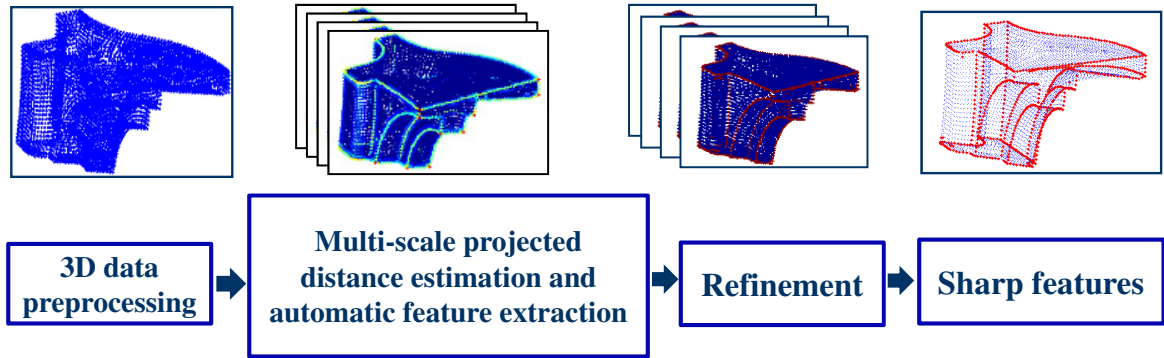 3D data
preprocessing
Multi-scale projected
distance estimation and
automatic feature extraction
Refinement
Sharp features